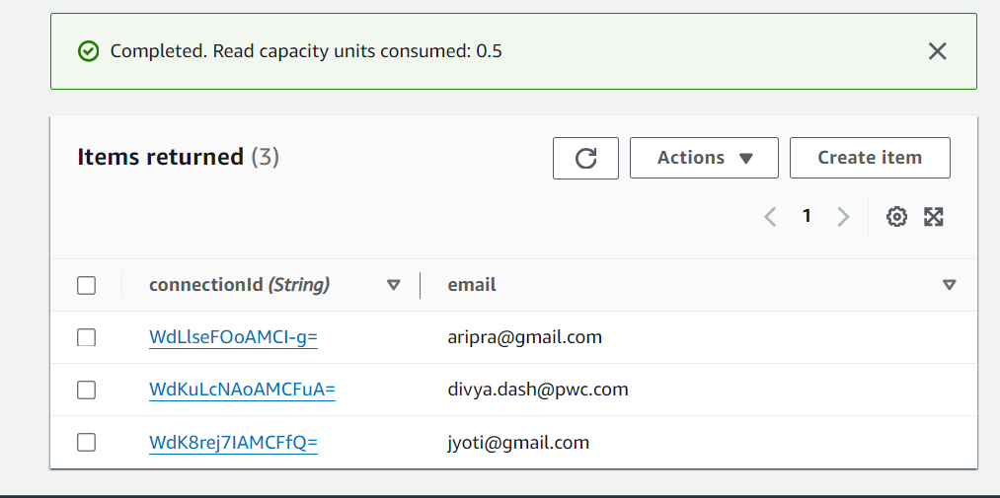 Completed. Read capacity units consumed: 0.5
Items returned (3)
Actions
Create item
1
connectionId (String)
email
WdLlseFOoAMCI-g=
aripra@gmail.com
WdKuLcNAoAMCFuA=
divya.dash@pwc.com
WdK8rej7IAMCFfQ=
jyoti@gmail.com